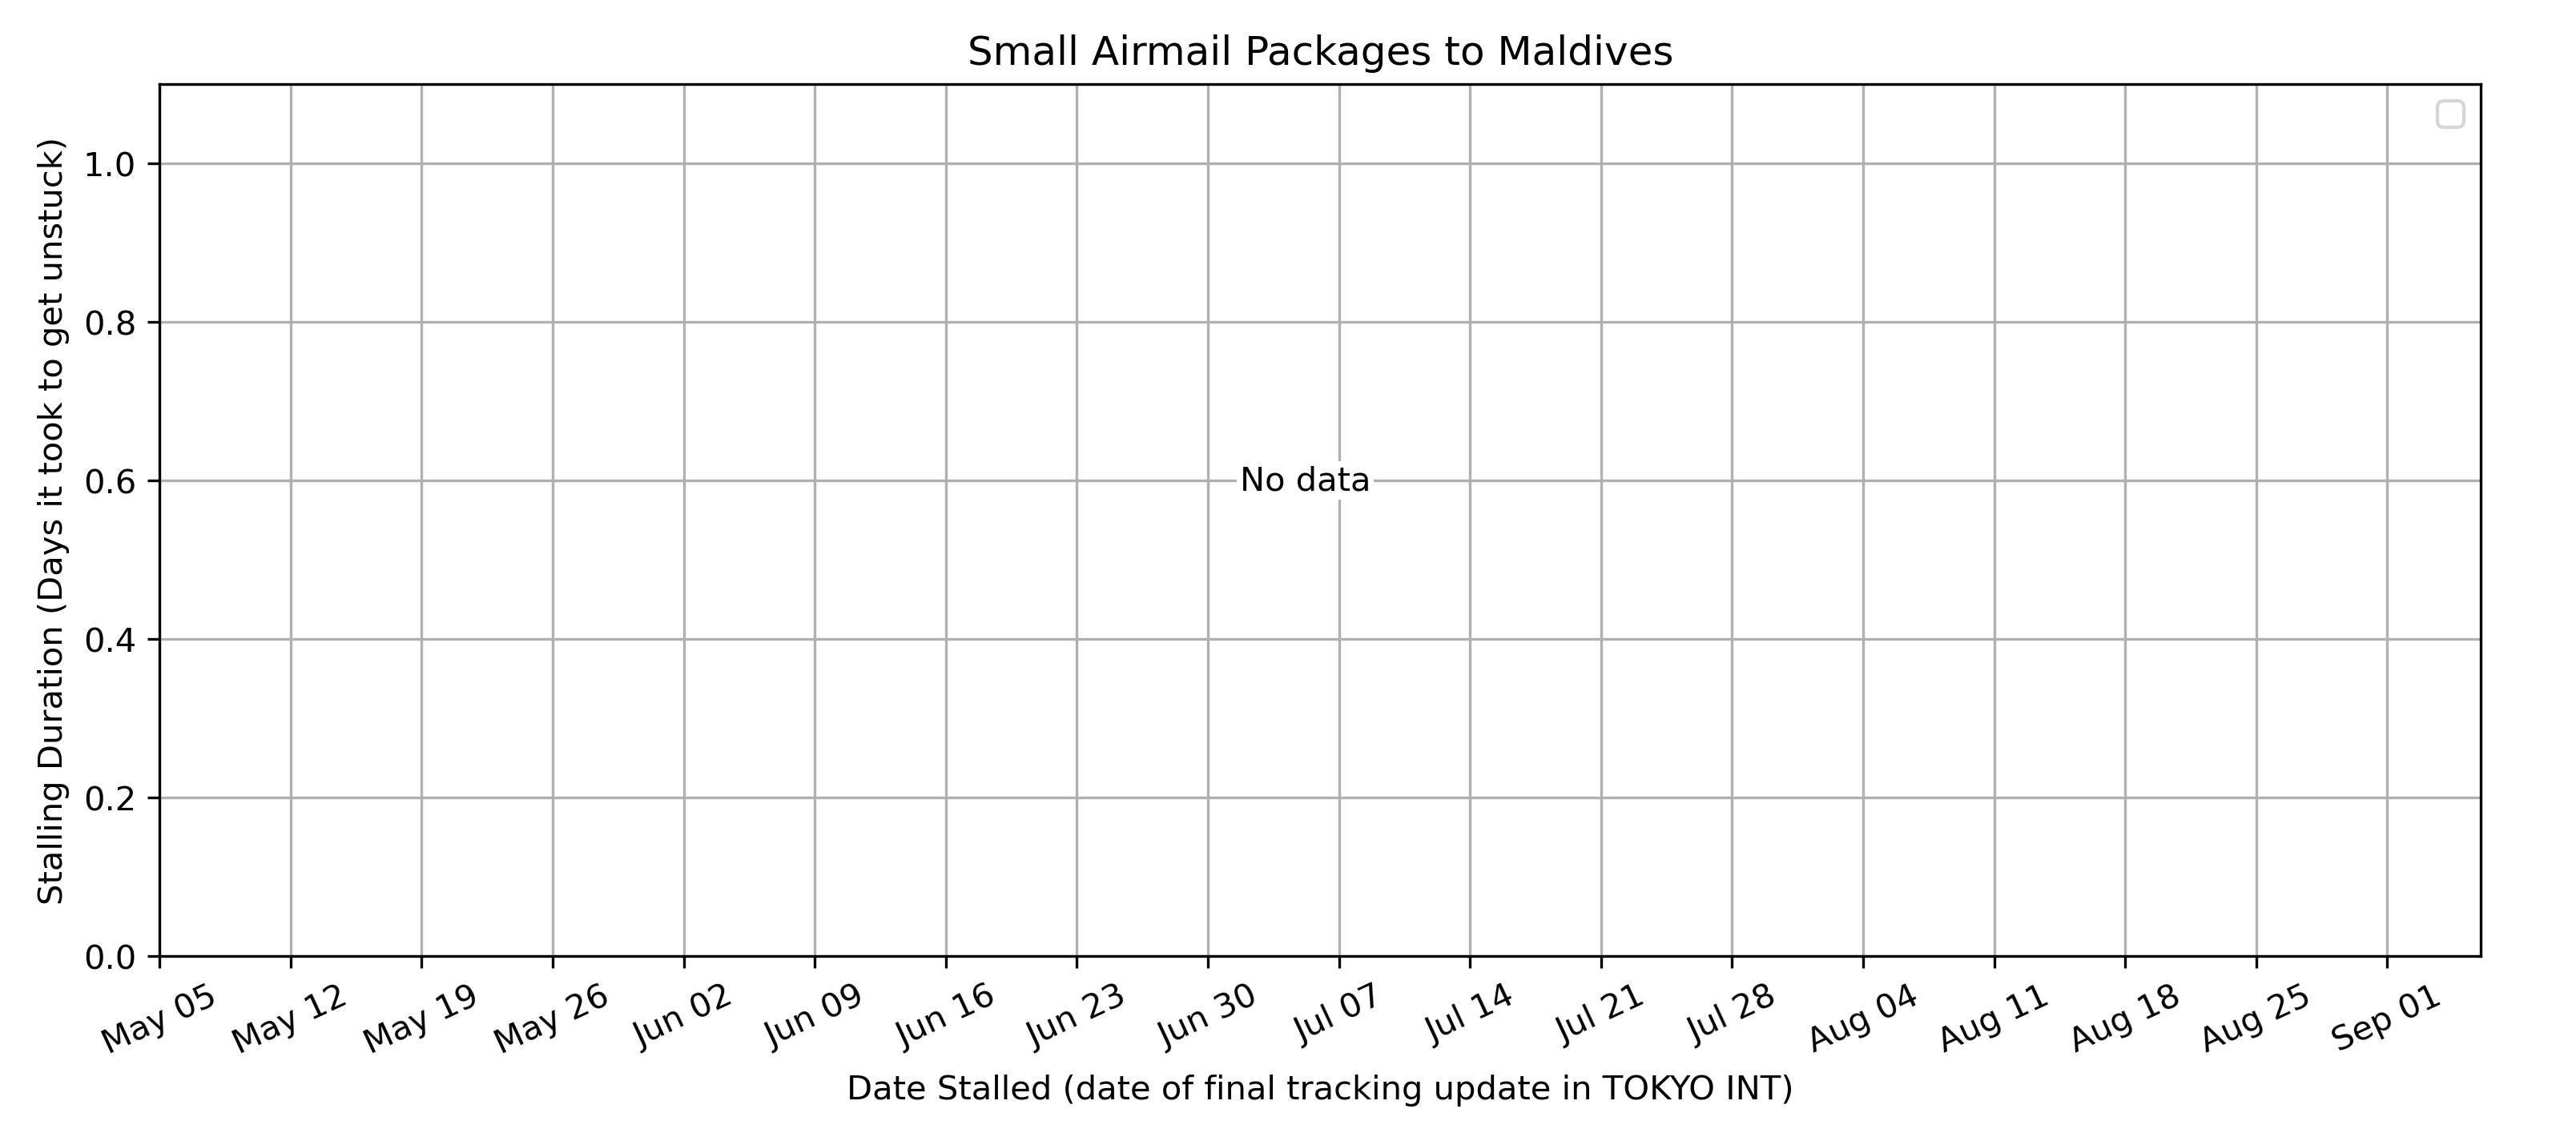 Small Airmail Packages to Maldives
Stalling Duration (Days it took to get unstuck)
1.0
0.8
0.6
0.4
0.2
0.0
No data
May 05 May 12 May 19 May 26 Jun 02 Jun 09 Jun 16 Jun 23 Jun 30 Jul 07 Jul 14 Jul 21 Jul 28 Aug 04 Aug 11 Aug 18 Aug 25 Sep 01
Date Stalled (date of final tracking update in TOKYO INT)